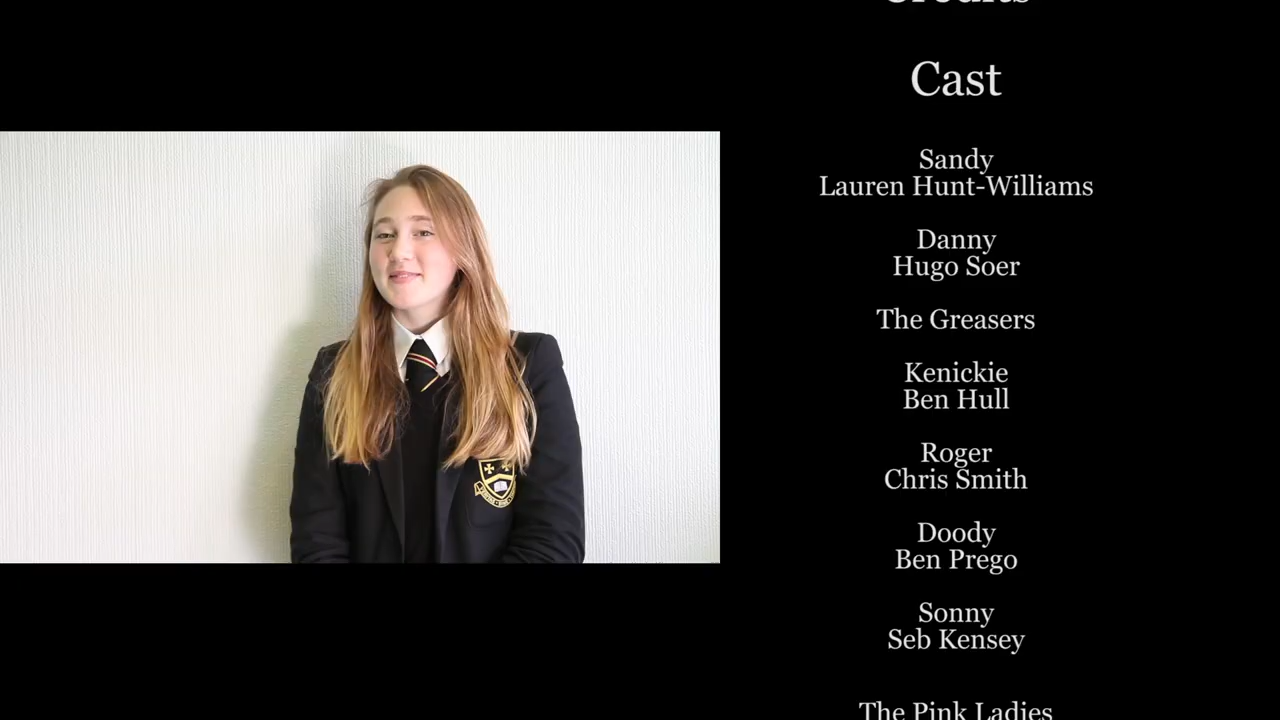 Credits
Cast
Sandy
Lauren Hunt-Williams
Danny
Hugo Soer
The Greasers
Kenickie
Ben Hull
Roger
Chris Smith
Doody
Ben Prego
Sonny
Seb Kensey
The Pink Ladies